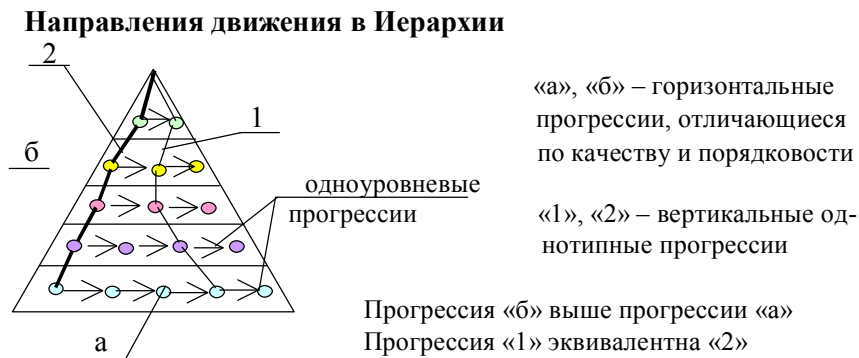 Направления движения в Иерархии
2
1
б
«а», «б» – горизонтальные
прогрессии, отличающиеся
по качеству и порядковости
одноуровневые
прогрессии
«1», «2» – вертикальные од-
нотипные прогрессии
а
Прогрессия «б» выше прогрессии «а»
Прогрессия «1» эквивалентна «2»